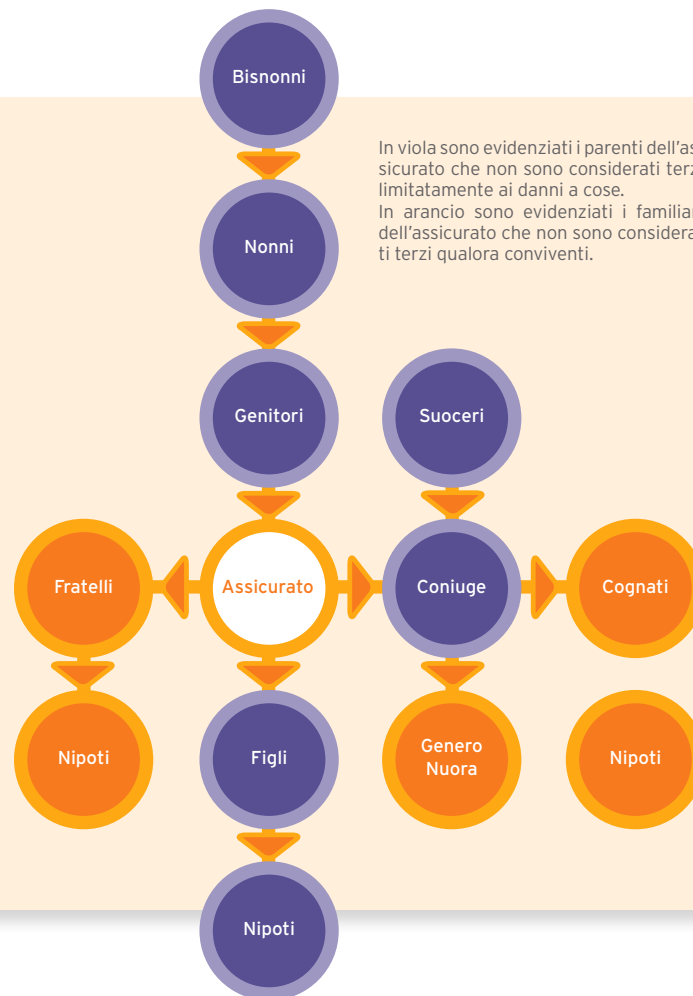 Bisnonni
In viola sono evidenziati i parenti dell'as
sicurato che non sono considerati terz
limitatamente ai danni a cose.
In arancio sono evidenziati i familiar
dell'assicurato che non sono considera
ti terzi qualora conviventi.
Nonni
Genitori
Suoceri
Fratelli
Assicurato
Coniuge
Cognati
Nipoti
Figli
Genero
Nuora
Nipoti
Nipoti